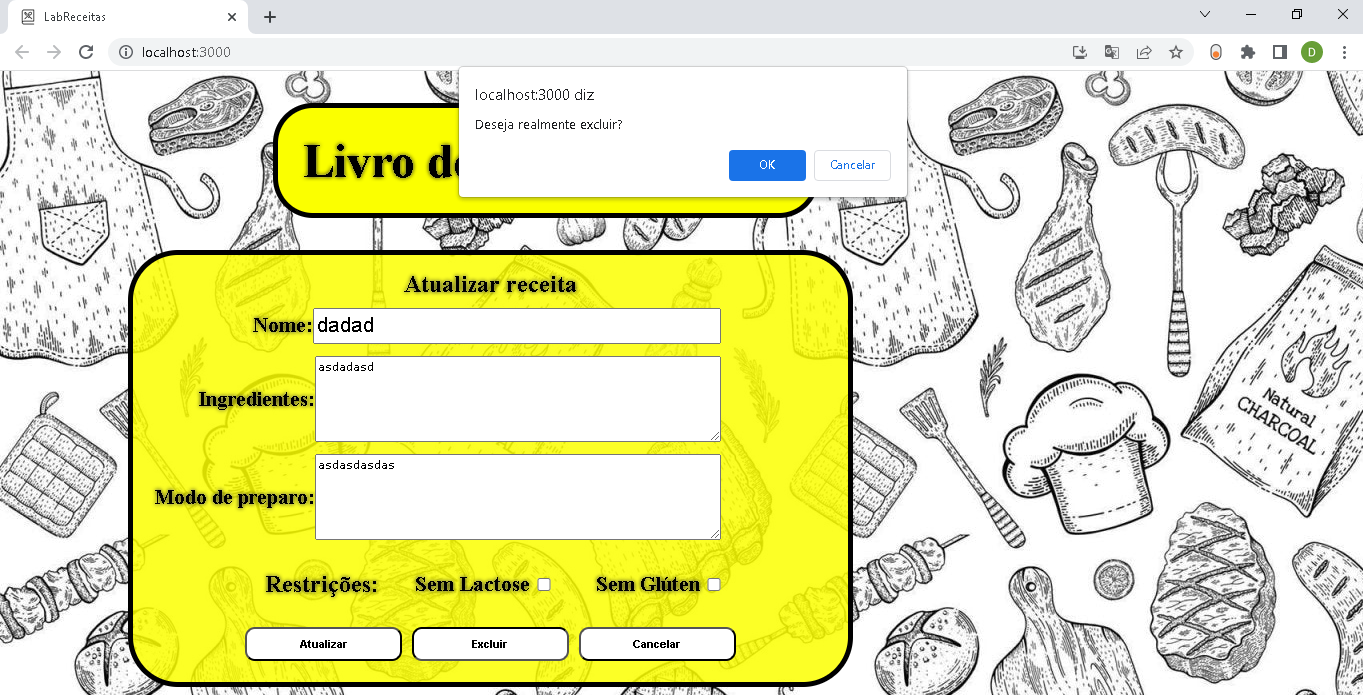 LabReceitas
localhost:3000
D
localhost:3000 diz
Deseja realmente excluir?
OK Cancelar
Livro de
Atualizar receita
Nome: dadad
Ingredientes: asdadasd
Modo de preparo: asdasdasdas
Restrições: Sem Lactose Sem Glúten
Atualizar Excluir Cancelar
Natural
CHARCOAL